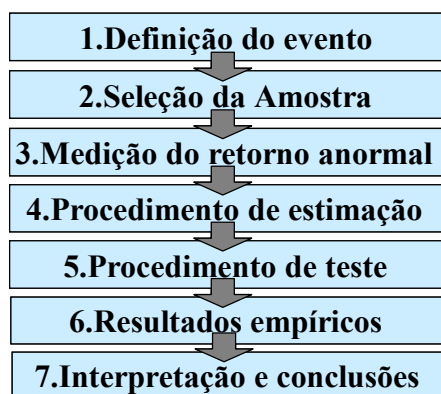 1.Definição do evento
2.Seleção da Amostra
3.Medição do retorno anormal
4.Procedimento de estimação
5.Procedimento de teste
6.Resultados empíricos
7.Interpretação e conclusões